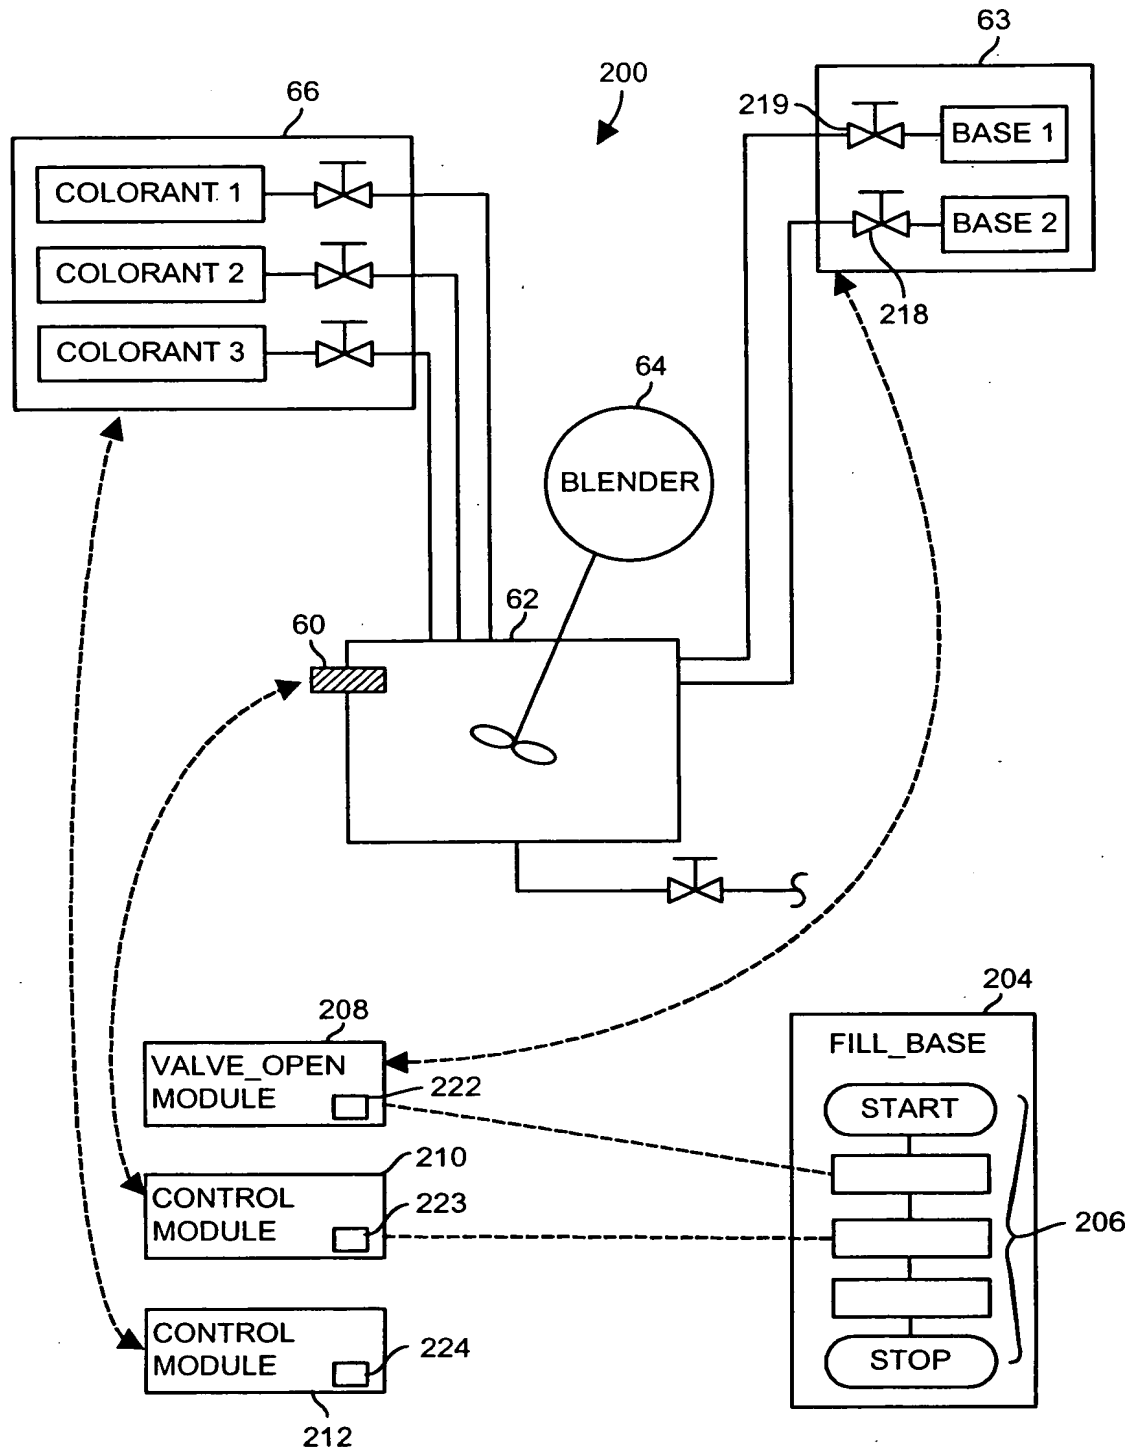 63
200
66
219
BASE 1
COLORANT 1
BASE 2
COLORANT 2
218
COLORANT 3
64
BLENDER
62
60
204
208
FILL_BASE
VALVE_OPEN
MODULE
222
START
210
CONTROL
MODULE
223
206
CONTROL
MODULE
224
STOP
212